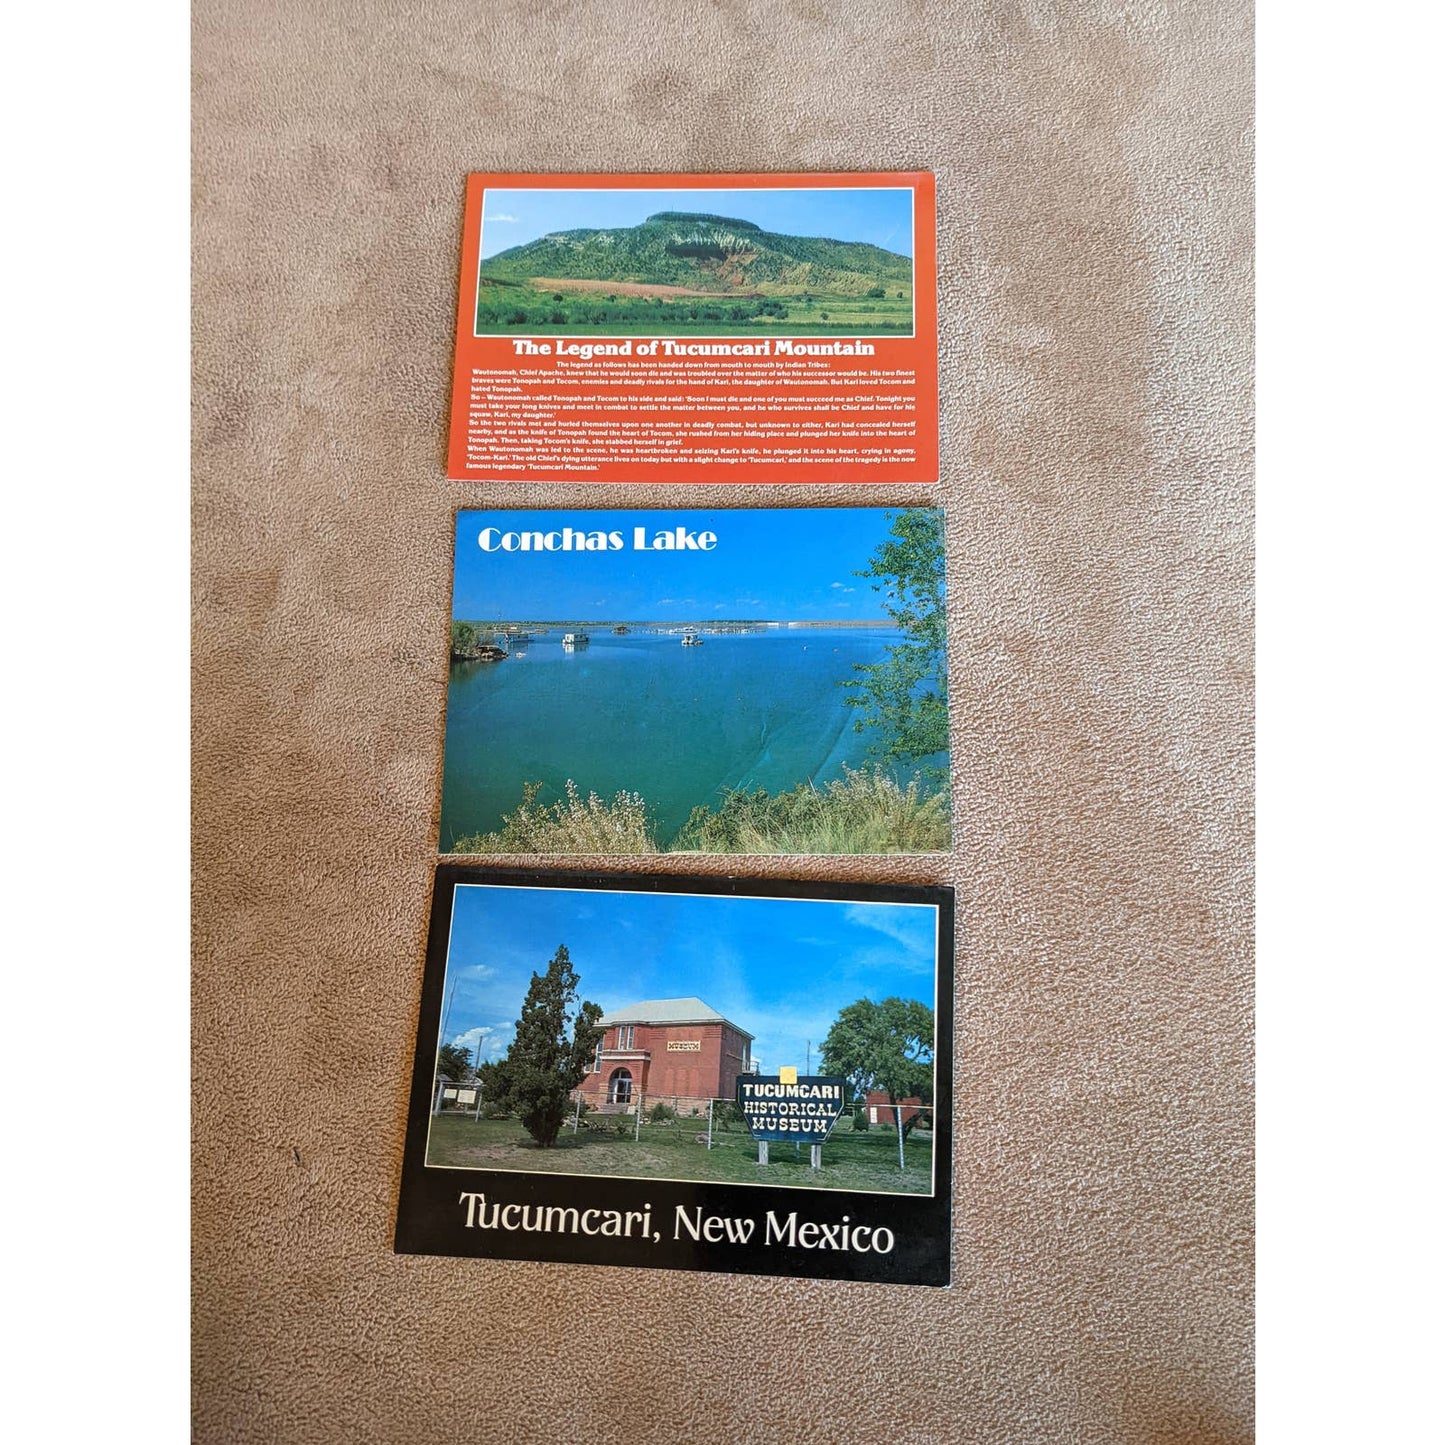 The Legend of Tucumcari Mountain
The legend as follows has been handed down from mouth to mouth by Indian Tribes:
Wautonomah, Chief Apache, knew that he would soon die and was troubled over the matter of who his successor would be. His two finest
braves were Tonopah and Tocom, enemies and deadly rivals for the hand of Kari, the daughter of Wautonomah. But Kari loved Tocom and
hated Tonopah.
So – Wautonomah called Tonopah and Tocom to his side and said: 'Soon I must die and one of you must succeed me as Chief. Tonight you
must take your long knives and meet in combat to settle the matter between you, and he who survives shall be Chief and have for his
squaw, Kari, my daughter.'
So the two rivals met and hurled themselves upon one another in deadly combat, but unknown to either, Kari had concealed herself
nearby, and as the knife of Tonopah found the heart of Tocom, she rushed from her hiding place and plunged her knife into the heart of
Tonopah. Then, taking Tocom's knife, she stabbed herself in grief.
When Wautonomah was led to the scene, he was heartbroken and seizing Kari's knife, he plunged it into his heart, crying in agony,
'Tocom-Kari.' The old Chief's dying utterance lives on today but with a slight change to 'Tucumcari,' and the scene of the tragedy is the now
famous legendary 'Tucumcari Mountain.'
Conchas Lake
MUSEUM
TUCUMCARI
HISTORICAL
MUSEUM
Tucumcari, New Mexico